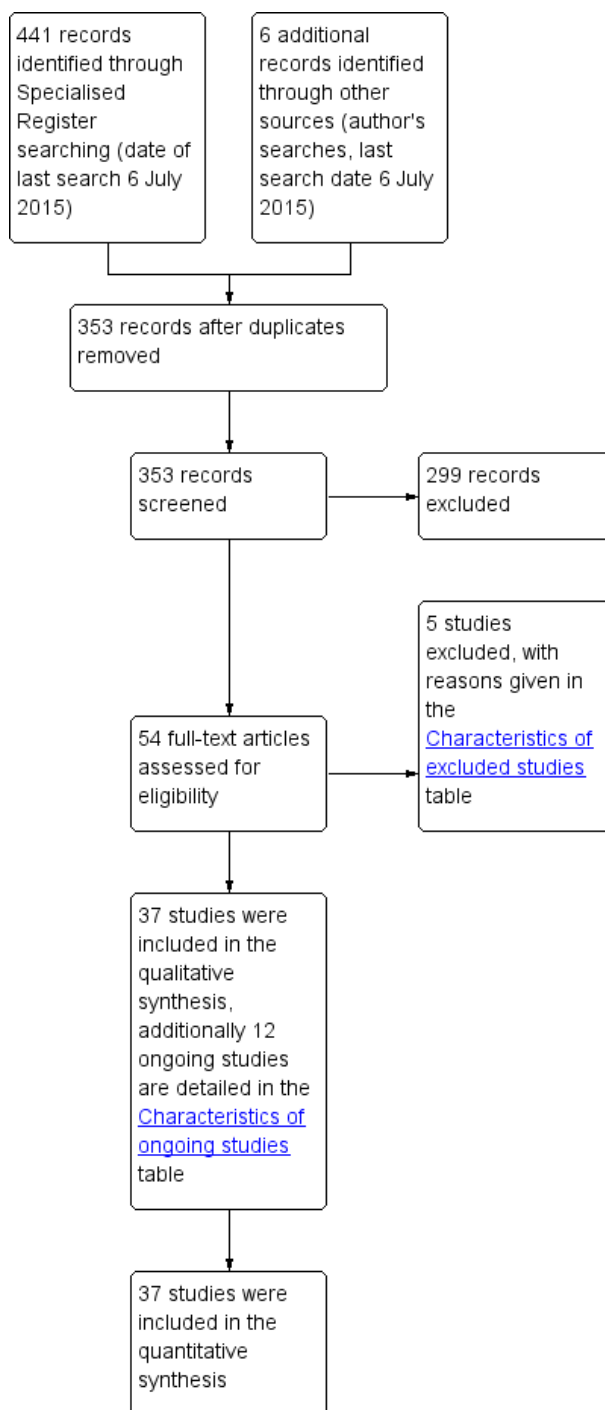 441 records
identified through
Specialised
Register
searching (date of
last search 6 July
2015)
6 additional
records identified
through other
sources (author's
searches, last
search date 6 July
2015)
353 records after duplicates
removed
353 records
screened
299 records
excluded
5 studies
excluded, with
reasons given in
the
Characteristics of
excluded studies
table
54 full-text articles
assessed for
eligibility
37 studies were
included in the
qualitative
synthesis,
additionally 12
ongoing studies
are detailed in the
Characteristics of
ongoing studies
table
37 studies were
included in the
quantitative
synthesis